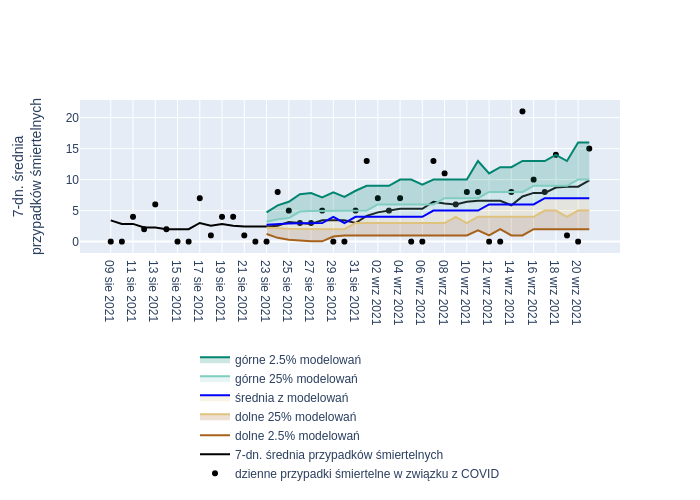 7-dn. średnia
przypadków śmiertelnych
20
15
10
5
0
09 sie 2021
11 sie 2021
13 sie 2021
15 sie 2021
17 sie 2021
19 sie 2021
21 sie 2021
23 sie 2021
25 sie 2021
27 sie 2021
29 sie 2021
31 sie 2021
02 wrz 2021
04 wrz 2021
06 wrz 2021
08 wrz 2021
10 wrz 2021
12 wrz 2021
14 wrz 2021
16 wrz 2021
18 wrz 2021
20 wrz 2021
górne 2.5% modelowań
górne 25% modelowań
średnia z modelowań
dolne 25% modelowań
dolne 2.5% modelowań
7-dn. średnia przypadków śmiertelnych
dzienne przypadki śmiertelne w związku z COVID